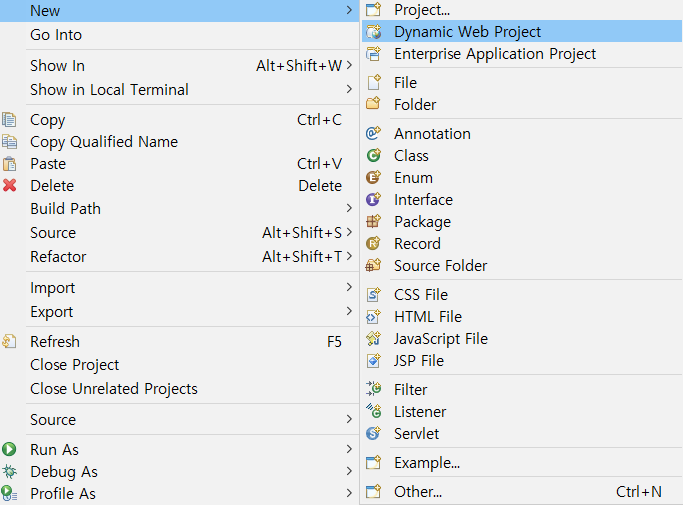 New
Go Into
Show In Alt+Shift+W
Show in Local Terminal
Copy Ctrl+C
Copy Qualified Name
Paste Ctrl+V
Delete Delete
Build Path
Source Alt+Shift+S
Refactor Alt+Shift+T
Import
Export
Refresh F5
Close Project
Close Unrelated Projects
Source
Run As
Debug As
Profile As
Project...
Dynamic Web Project
Enterprise Application Project
File
Folder
Annotation
Class
Enum
Interface
Package
Record
Source Folder
CSS File
HTML File
JavaScript File
JSP File
Filter
Listener
Servlet
Example...
Other... Ctrl+N